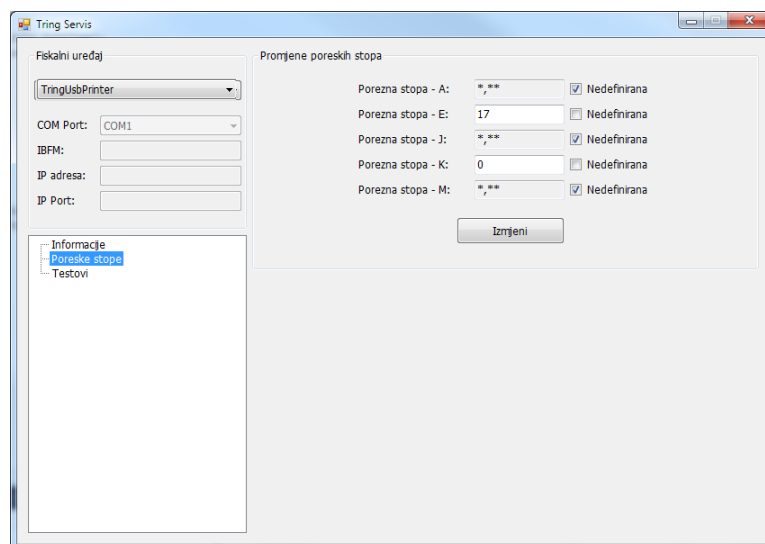 Tring Servis
Fiskalni uređaj
TringUsbPrinter
COM Port: COM1
IBFM:
IP adresa:
IP Port:
Informacije
Poreske stope
Testovi
Promjene poreskih stopa
Porezna stopa - A: *,** Nedefinirana
Porezna stopa - E: 17 Nedefinirana
Porezna stopa - J: *,** Nedefinirana
Porezna stopa - K: 0 Nedefinirana
Porezna stopa - M: *,** Nedefinirana
Izmjeni